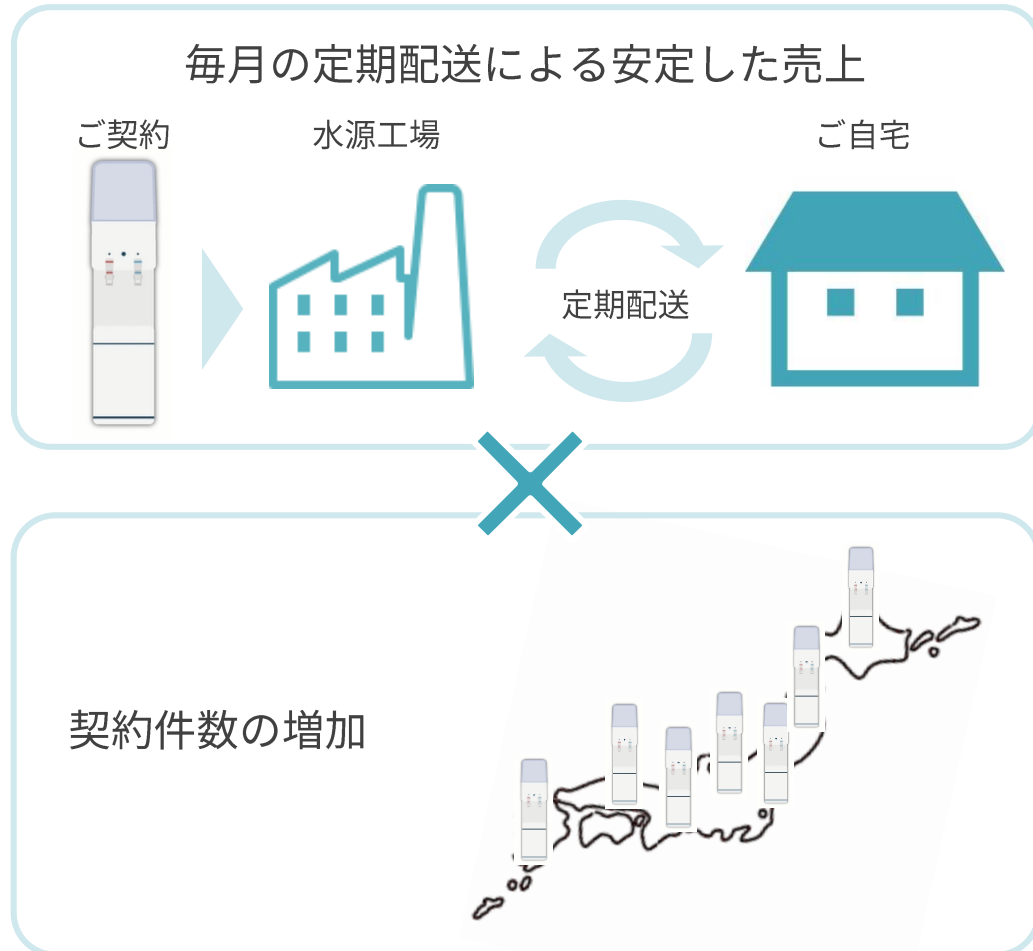 毎月の定期配送による安定した売上
ご契約
水源工場
ご自宅
定期配送
契約件数の増加